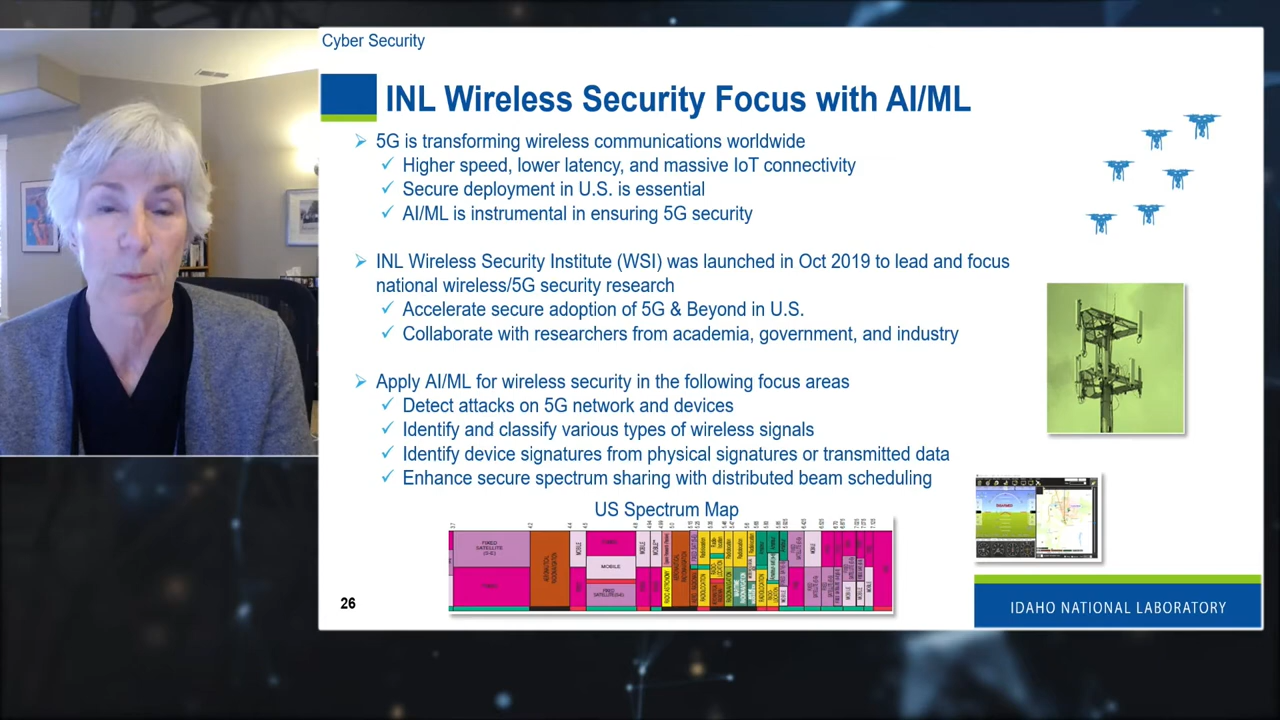 Cyber Security
INL Wireless Security Focus with AI/ML
5G is transforming wireless communications worldwide
Higher speed, lower latency, and massive IoT connectivity
Secure deployment in U.S. is essential
AI/ML is instrumental in ensuring 5G security
INL Wireless Security Institute (WSI) was launched in Oct 2019 to lead and focus
national wireless/5G security research
Accelerate secure adoption of 5G & Beyond in U.S.
Collaborate with researchers from academia, government, and industry
Apply AI/ML for wireless security in the following focus areas
Detect attacks on 5G network and devices
Identify and classify various types of wireless signals
Identify device signatures from physical signatures or transmitted data
Enhance secure spectrum sharing with distributed beam scheduling
US Spectrum Map
FIXED
SATELLITE
(S-E)
MOBILE
FIXED
26
IDAHO NATIONAL LABORATORY